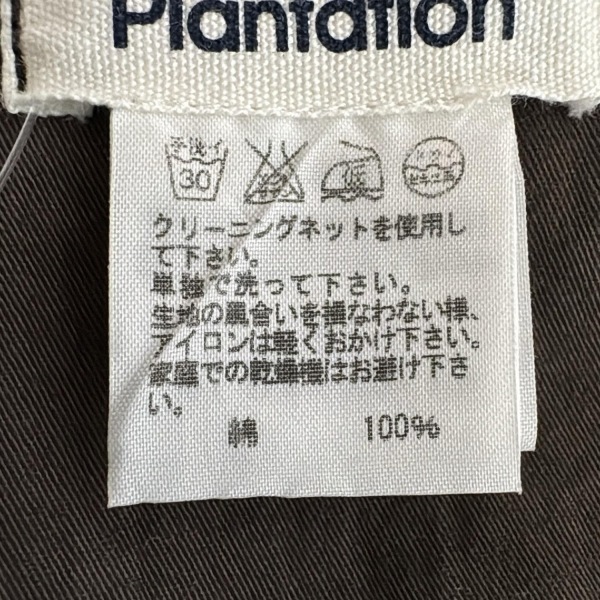 Plantation
手洗イ
30
クリーニングネットを使用し
て下さい。
単独で洗って下さい。
生地の風合いを損なわない様、
アイロンは軽くおかけ下さい。
家庭での乾燥機はお避け下さ
い。
綿 100%